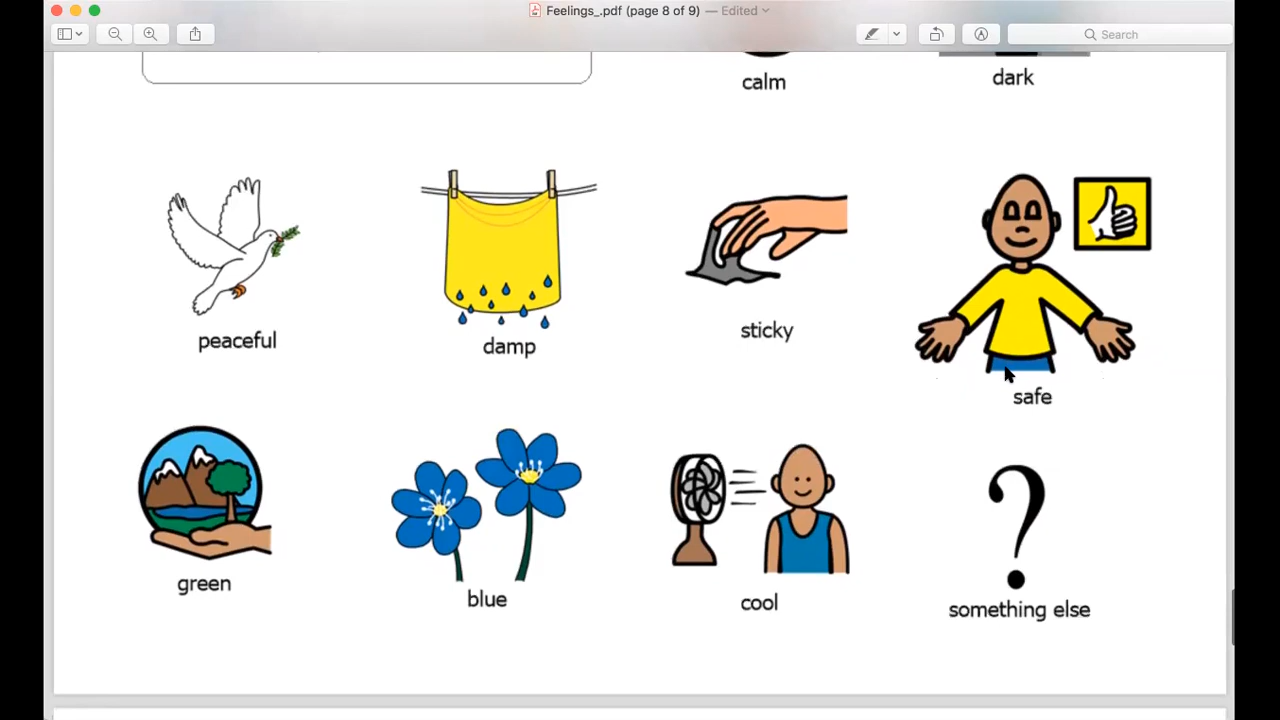 Feelings_.pdf (page 8 of 9) — Edited
Search
calm
dark
peaceful
damp
sticky
safe
green
blue
cool
?
something else